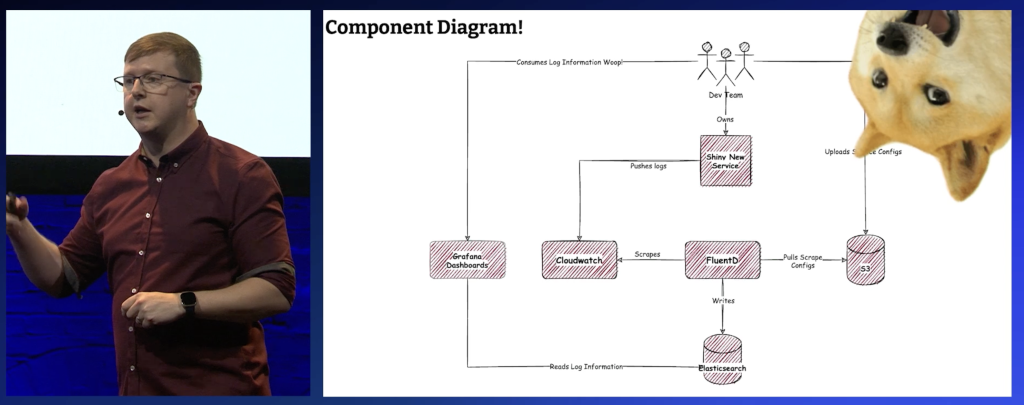 Component Diagram!
Consumes Log Information Woop!
Dev Team
Owns
Shiny New
Service
Pushes logs
Uploads
Configs
Grafana
Dashboards
Cloudwatch
Scrapes
FluentD
Pulls Scrape
Configs
S3
Writes
Elasticsearch
Reads Log Information